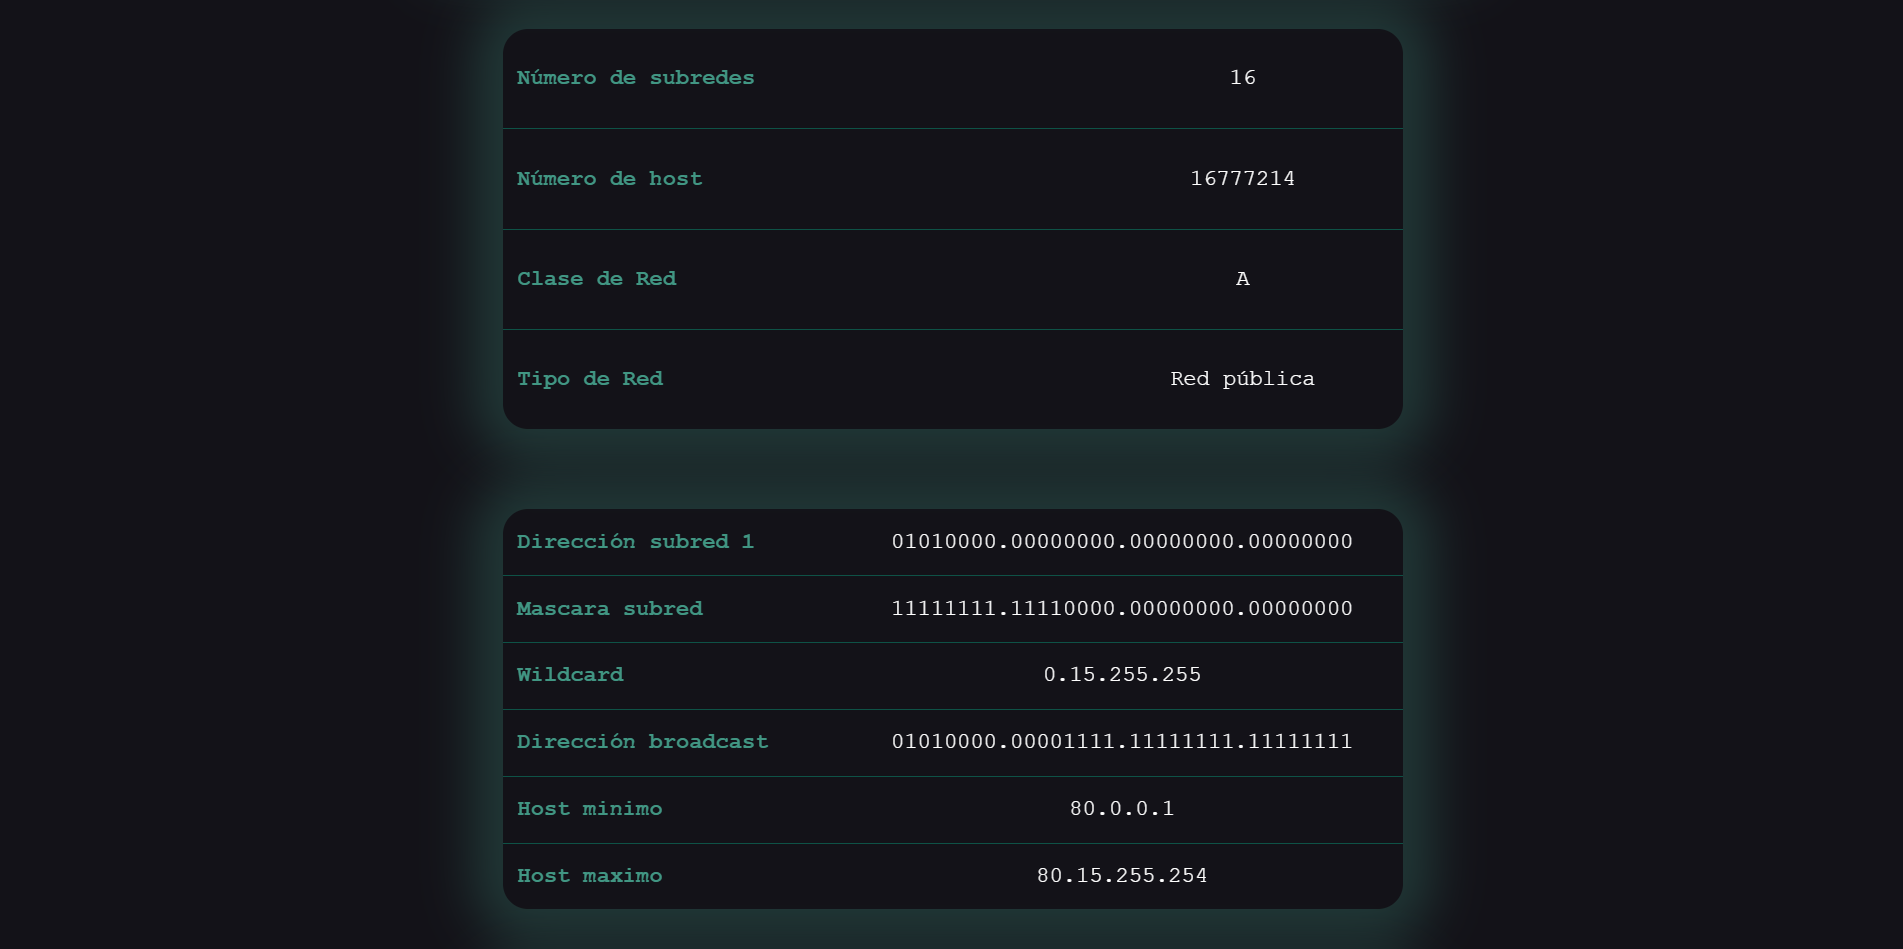 Número de subredes 16
Número de host 16777214
Clase de Red A
Tipo de Red Red pública
Dirección subred 1 01010000.00000000.00000000.00000000
Mascara subred 11111111.11110000.00000000.00000000
Wildcard 0.15.255.255
Dirección broadcast 01010000.00001111.11111111.11111111
Host minimo 80.0.0.1
Host maximo 80.15.255.254